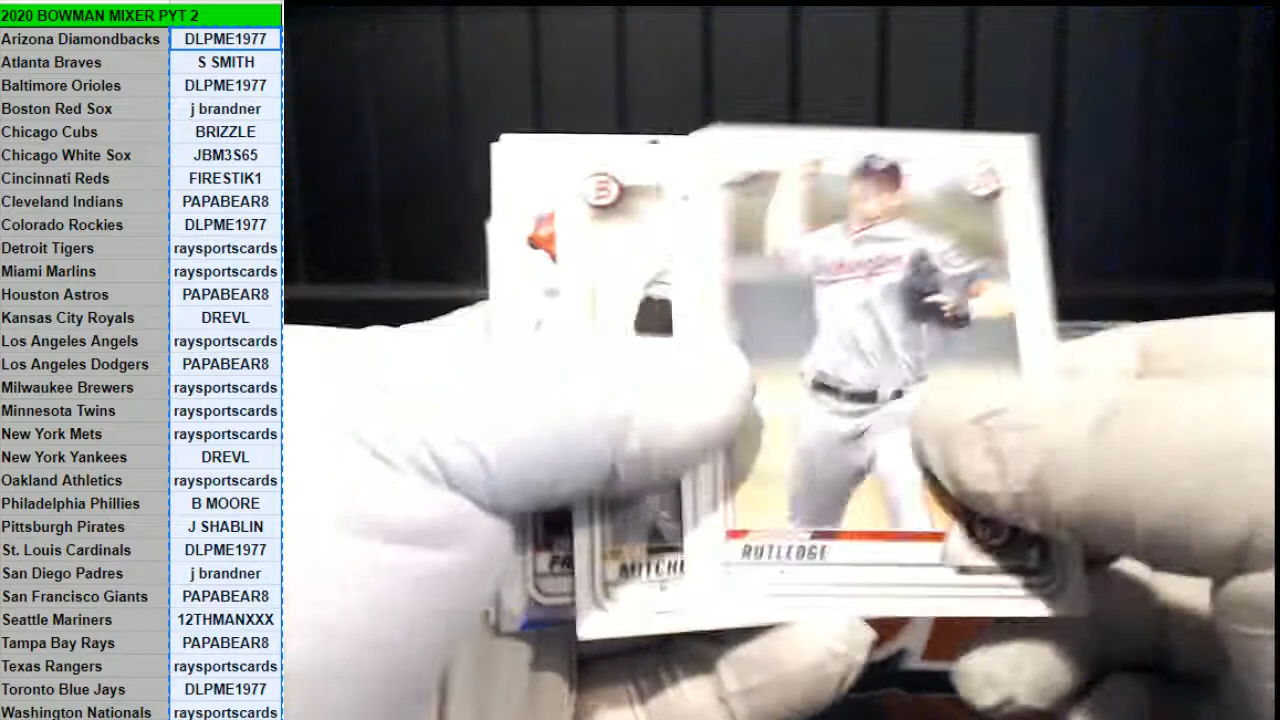 2020 BOWMAN MIXER PYT 2
Arizona Diamondbacks DLPME1977
Atlanta Braves S SMITH
Baltimore Orioles DLPME1977
Boston Red Sox j brandner
Chicago Cubs BRIZZLE
Chicago White Sox JBM3S65
Cincinnati Reds FIRESTIK1
Cleveland Indians PAPABEAR8
Colorado Rockies DLPME1977
Detroit Tigers raysportscards
Miami Marlins raysportscards
Houston Astros PAPABEAR8
Kansas City Royals DREVL
Los Angeles Angels raysportscards
Los Angeles Dodgers PAPABEAR8
Milwaukee Brewers raysportscards
Minnesota Twins raysportscards
New York Mets raysportscards
New York Yankees DREVL
Oakland Athletics raysportscards
Philadelphia Phillies B MOORE
Pittsburgh Pirates J SHABLIN
St. Louis Cardinals DLPME1977
San Diego Padres j brandner
San Francisco Giants PAPABEAR8
Seattle Mariners 12THMANXXX
Tampa Bay Rays PAPABEAR8
Texas Rangers raysportscards
Toronto Blue Jays DLPME1977
Washington Nationals raysportscards
B
RUTLEDGE
MITCH